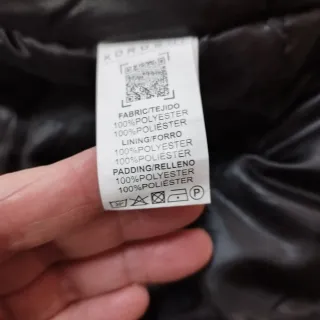 FABRIC/TEJIDO
100%POLYESTER
100%POLIÉSTER
LINING/FORRO
100%POLYESTER
100%POLIÉSTER
PADDING/RELLENO
100%POLYESTER
100%POLIÉSTER
P